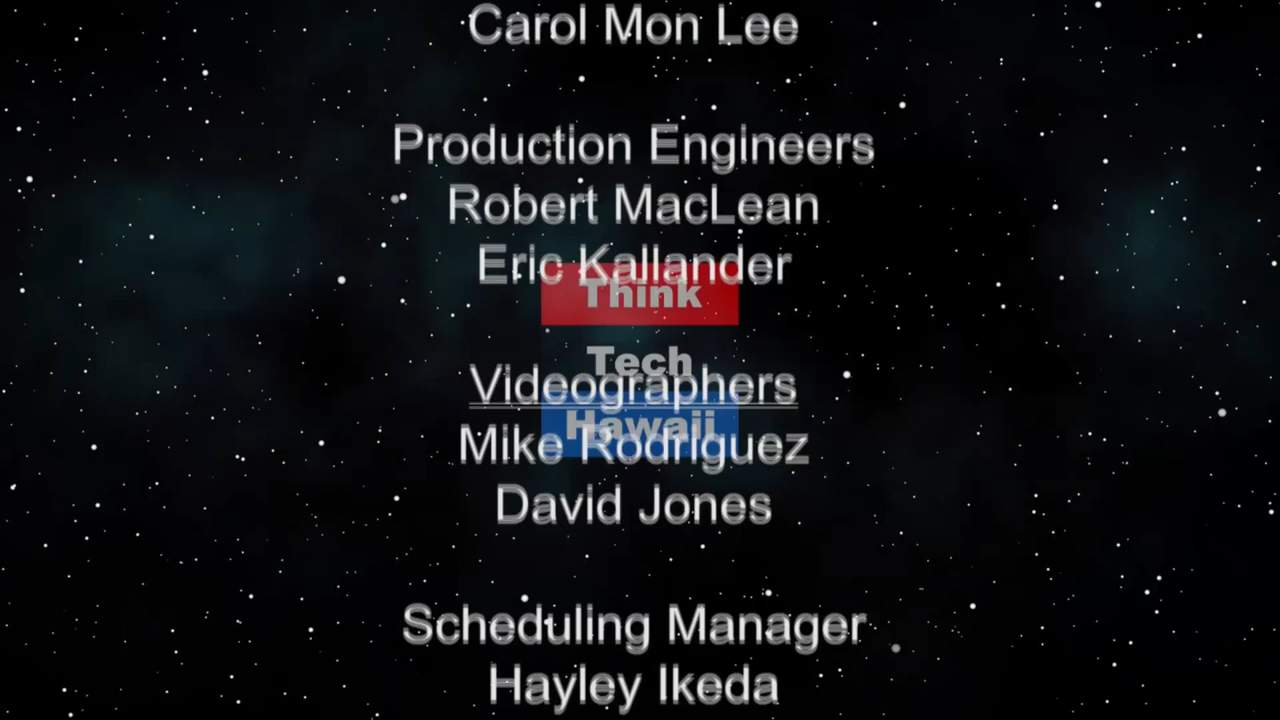 Carol Mon Lee
Production Engineers
Robert MacLean
Eric Kallander
Think
Tech
Videographers
Hawaii
Mike Rodriguez
David Jones
Scheduling Manager
Hayley Ikeda